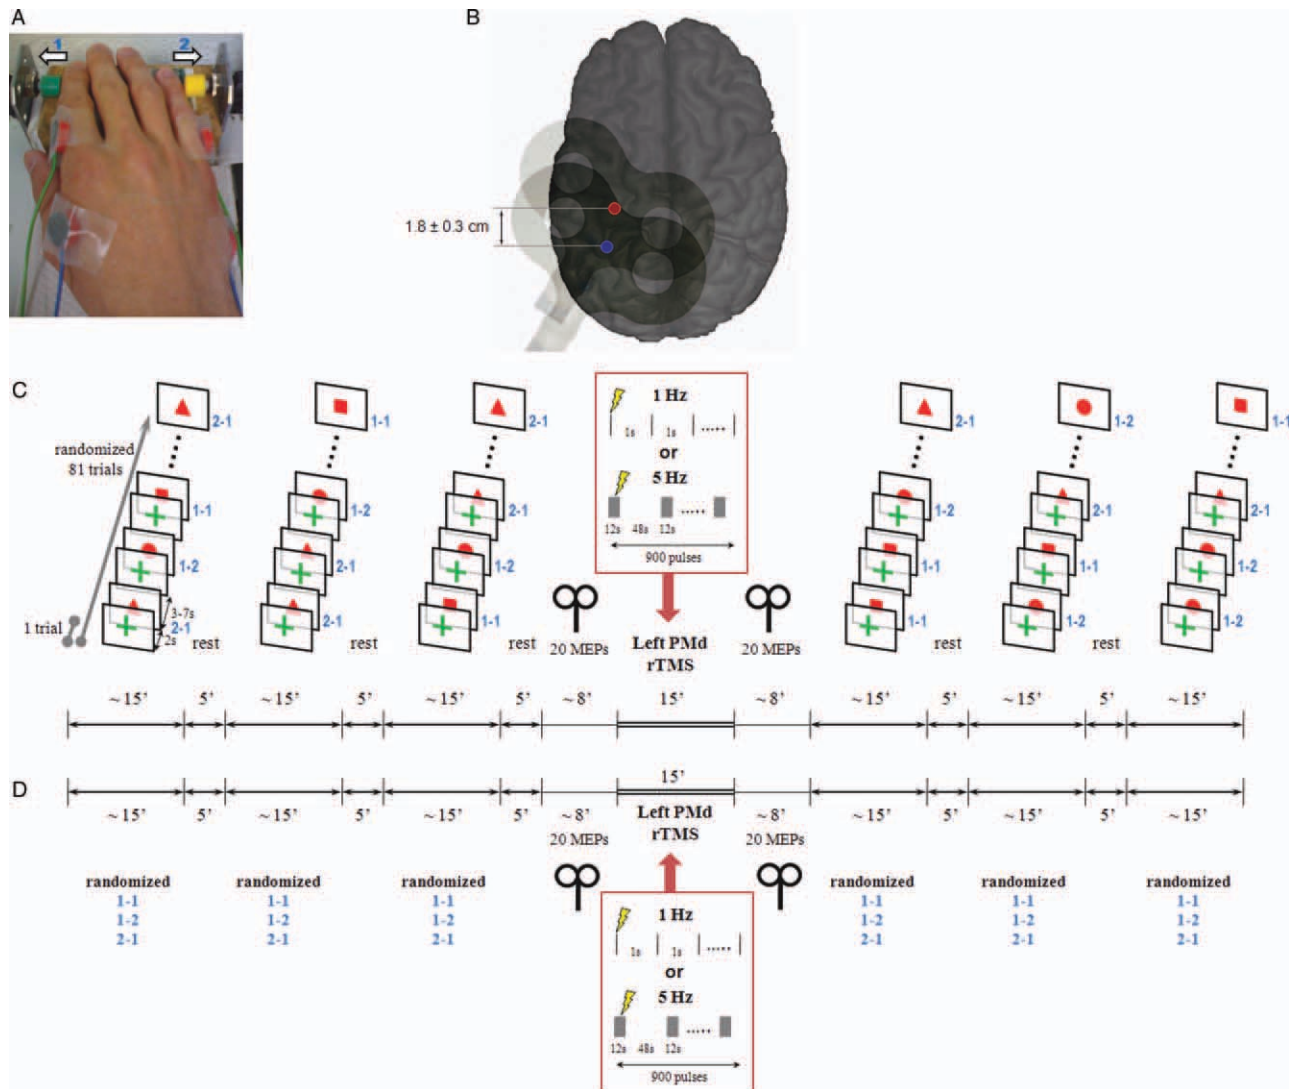 A
1
2
B
1.8 ± 0.3 cm
C
2-1
1-1
2-1
1 Hz
1s 1s .....
or
5 Hz
.....
12s 48s 12s
900 pulses
2-1
1-2
1-1
randomized
81 trials
1-1
1-2
2-1
1-2
1-1
2-1
1-2
2-1
1-2
1-1
1-1
1-2
3-7s
1 trial
2-1
2s
rest
2-1
rest
1-1
rest
20 MEPs
Left PMd
rTMS
20 MEPs
1-1
rest
1-2
rest
1-2
~ 15’ 5’ ~ 15’ 5’ ~ 15’ 5’ ~ 8’ 15’ ~ 8’ ~ 15’ 5’ ~ 15’ 5’ ~ 15’
D
15’
~ 15’ 5’ ~ 15’ 5’ ~ 15’ 5’ ~8’ Left PMd ~8’ ~ 15’ 5’ ~ 15’ 5’ ~ 15’
20 MEPs rTMS 20 MEPs
randomized randomized randomized randomized randomized randomized
1-1 1-1 1-1 1-1 1-1 1-1
1-2 1-2 1-2 1-2 1-2 1-2
2-1 2-1 2-1 2-1 2-1 2-1
1 Hz
1s 1s .....
or
5 Hz
.....
12s 48s 12s
900 pulses